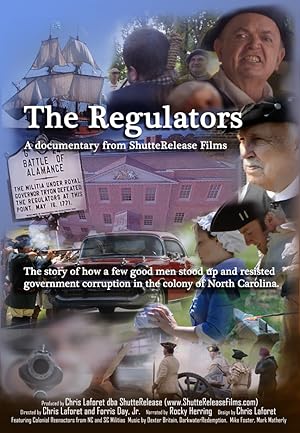 The Regulators
A documentary from ShutteRelease Films
BATTLE OF
ALAMANCE
THE MILITIA UNDER ROYAL
GOVERNOR TRYON DEFEATED
THE REGULATORS AT THIS
POINT. MAY 16, 1771.
The story of how a few good men stood up and resisted
government corruption in the colony of North Carolina.
Produced by Chris Laforet dba ShutteRelease (www.ShutteReleaseFilms.com)
Directed by Chris Laforet and Forris Day, Jr. Narrated by Rocky Herring Design by Chris Laforet
Featuring Colonial Reenactors from NC and SC Militias Music by Dexter Britain, DarkwaterRedemption, Mike Foster, Mark Matherly